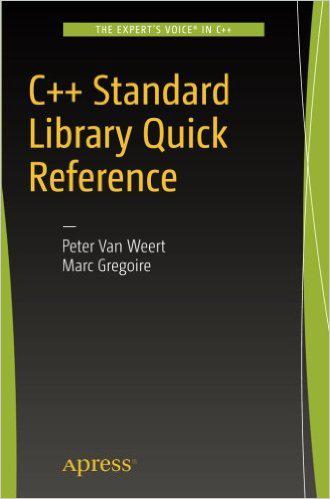 THE EXPERT'S VOICE® IN C++
C++ Standard
Library Quick
Reference
—
Peter Van Weert
Marc Gregoire
Apress®